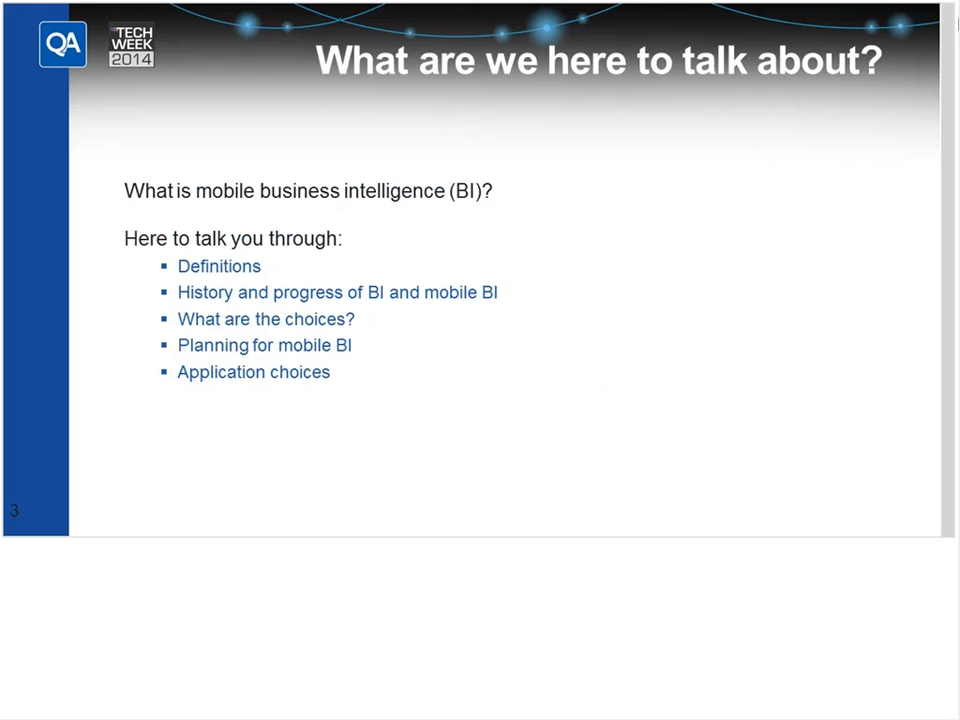 QA
TECH
WEEK
2014
What are we here to talk about?
What is mobile business intelligence (BI)?
Here to talk you through:
▪ Definitions
▪ History and progress of BI and mobile BI
▪ What are the choices?
▪ Planning for mobile BI
▪ Application choices
3